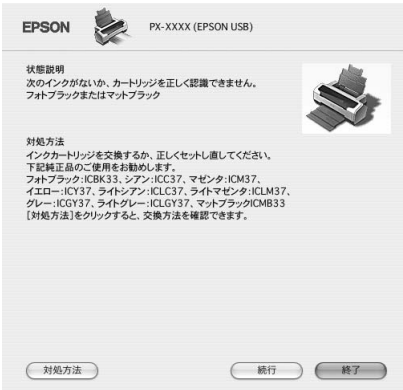 EPSON
PX-XXXX (EPSON USB)
状態説明
次のインクがないか、カートリッジを正しく認識できません。
フォトブラックまたはマットブラック
対処方法
インクカートリッジを交換するか、正しくセットし直してください。
下記純正品のご使用をお勧めします。
フォトブラック:ICBK33、シアン:ICC37、マゼンタ:ICM37、
イエロー:ICY37、ライトシアン:ICLC37、ライトマゼンタ:ICLM37、
グレー:ICGY37、ライトグレー:ICLGY37、マットブラックICMB33
[対処方法]をクリックすると、交換方法を確認できます。
対処方法
続行
終了